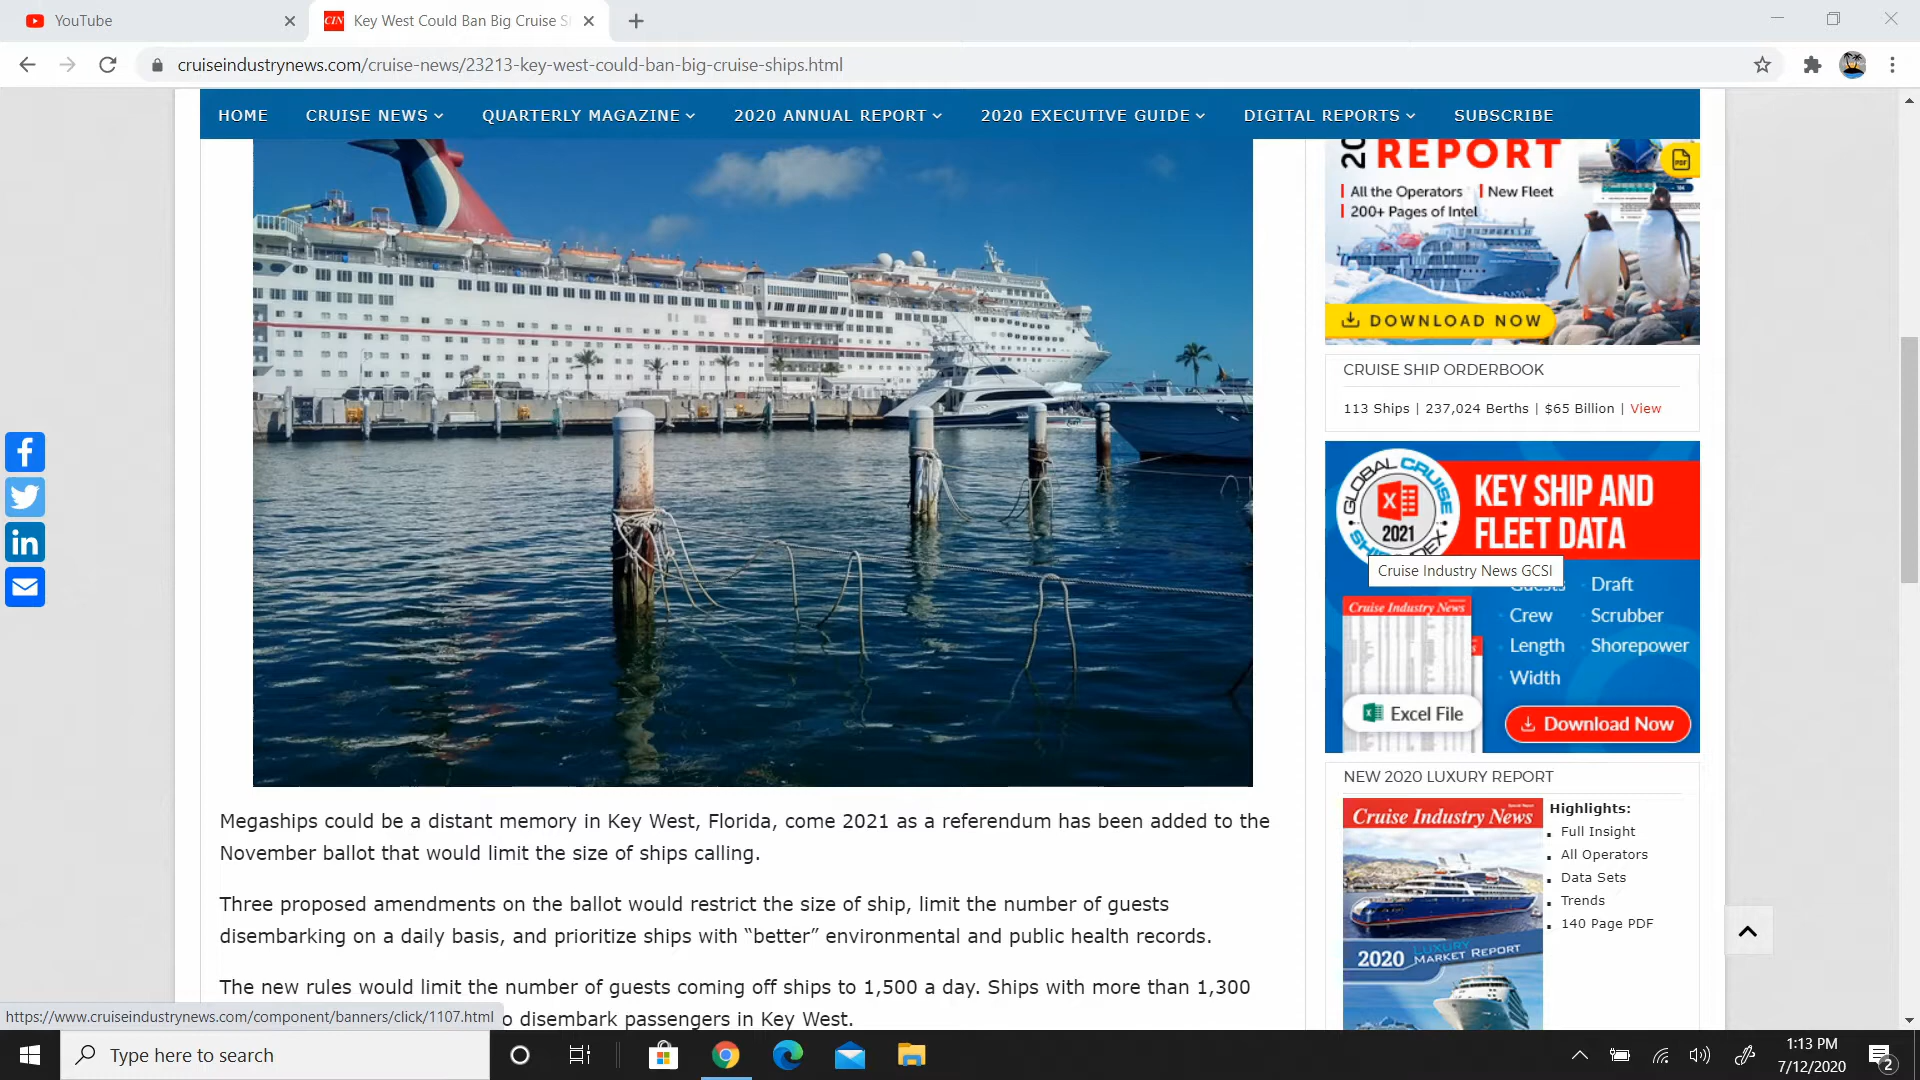 YouTube
CIN Key West Could Ban Big Cruise S
cruiseindustrynews.com/cruise-news/23213-key-west-could-ban-big-cruise-ships.html
HOME CRUISE NEWS QUARTERLY MAGAZINE 2020 ANNUAL REPORT 2020 EXECUTIVE GUIDE DIGITAL REPORTS SUBSCRIBE
20 REPORT
PDF
All the Operators New Fleet
200+ Pages of Intel
DOWNLOAD NOW
CRUISE SHIP ORDERBOOK
113 Ships | 237,024 Berths | $65 Billion | View
GLOBAL CRUISE
2021
KEY SHIP AND
FLEET DATA
Cruise Industry News GCSI
Guests Draft
Crew Scrubber
Length Shorepower
Width
Cruise Industry News
Excel File
Download Now
NEW 2020 LUXURY REPORT
Cruise Industry News
2020 LUXURY
MARKET REPORT
Highlights:
Full Insight
All Operators
Data Sets
Trends
140 Page PDF
Megaships could be a distant memory in Key West, Florida, come 2021 as a referendum has been added to the
November ballot that would limit the size of ships calling.
Three proposed amendments on the ballot would restrict the size of ship, limit the number of guests
disembarking on a daily basis, and prioritize ships with “better” environmental and public health records.
The new rules would limit the number of guests coming off ships to 1,500 a day. Ships with more than 1,300
o disembark passengers in Key West.
https://www.cruiseindustrynews.com/component/banners/click/1107.html
Type here to search
1:13 PM
7/12/2020
2